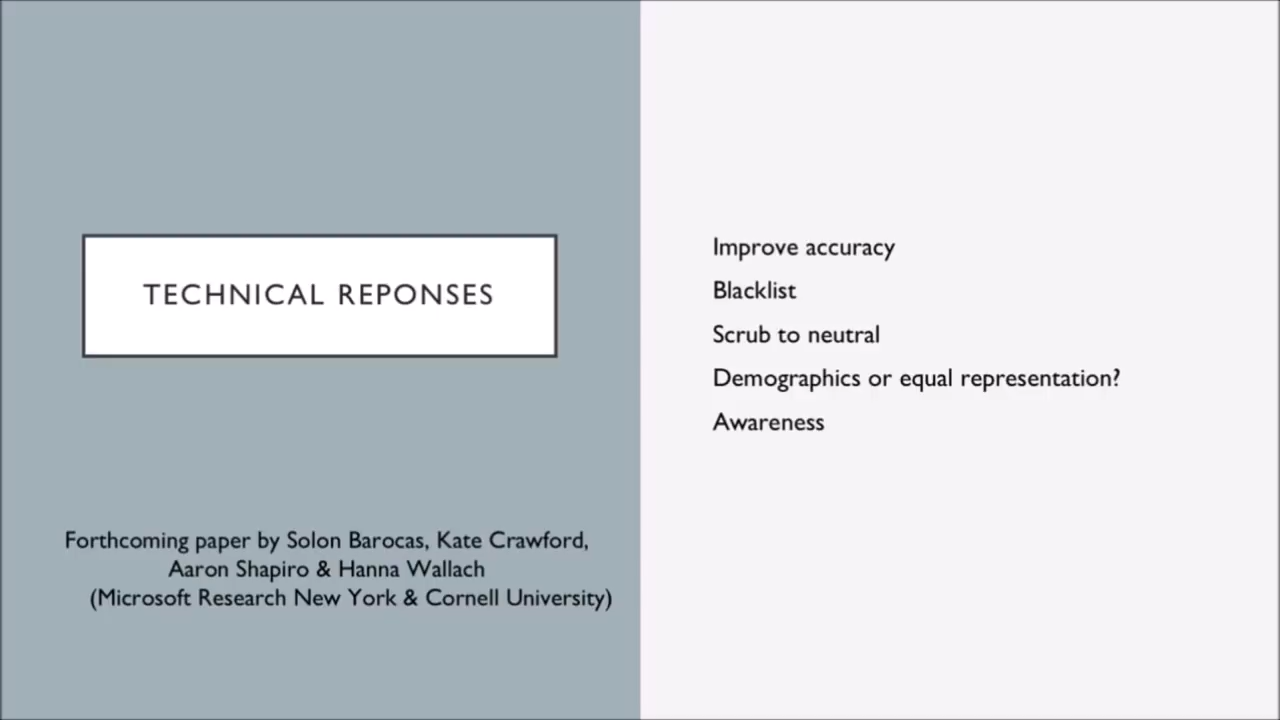 TECHNICAL REPONSES
Forthcoming paper by Solon Barocas, Kate Crawford,
Aaron Shapiro & Hanna Wallach
(Microsoft Research New York & Cornell University)
Improve accuracy
Blacklist
Scrub to neutral
Demographics or equal representation?
Awareness